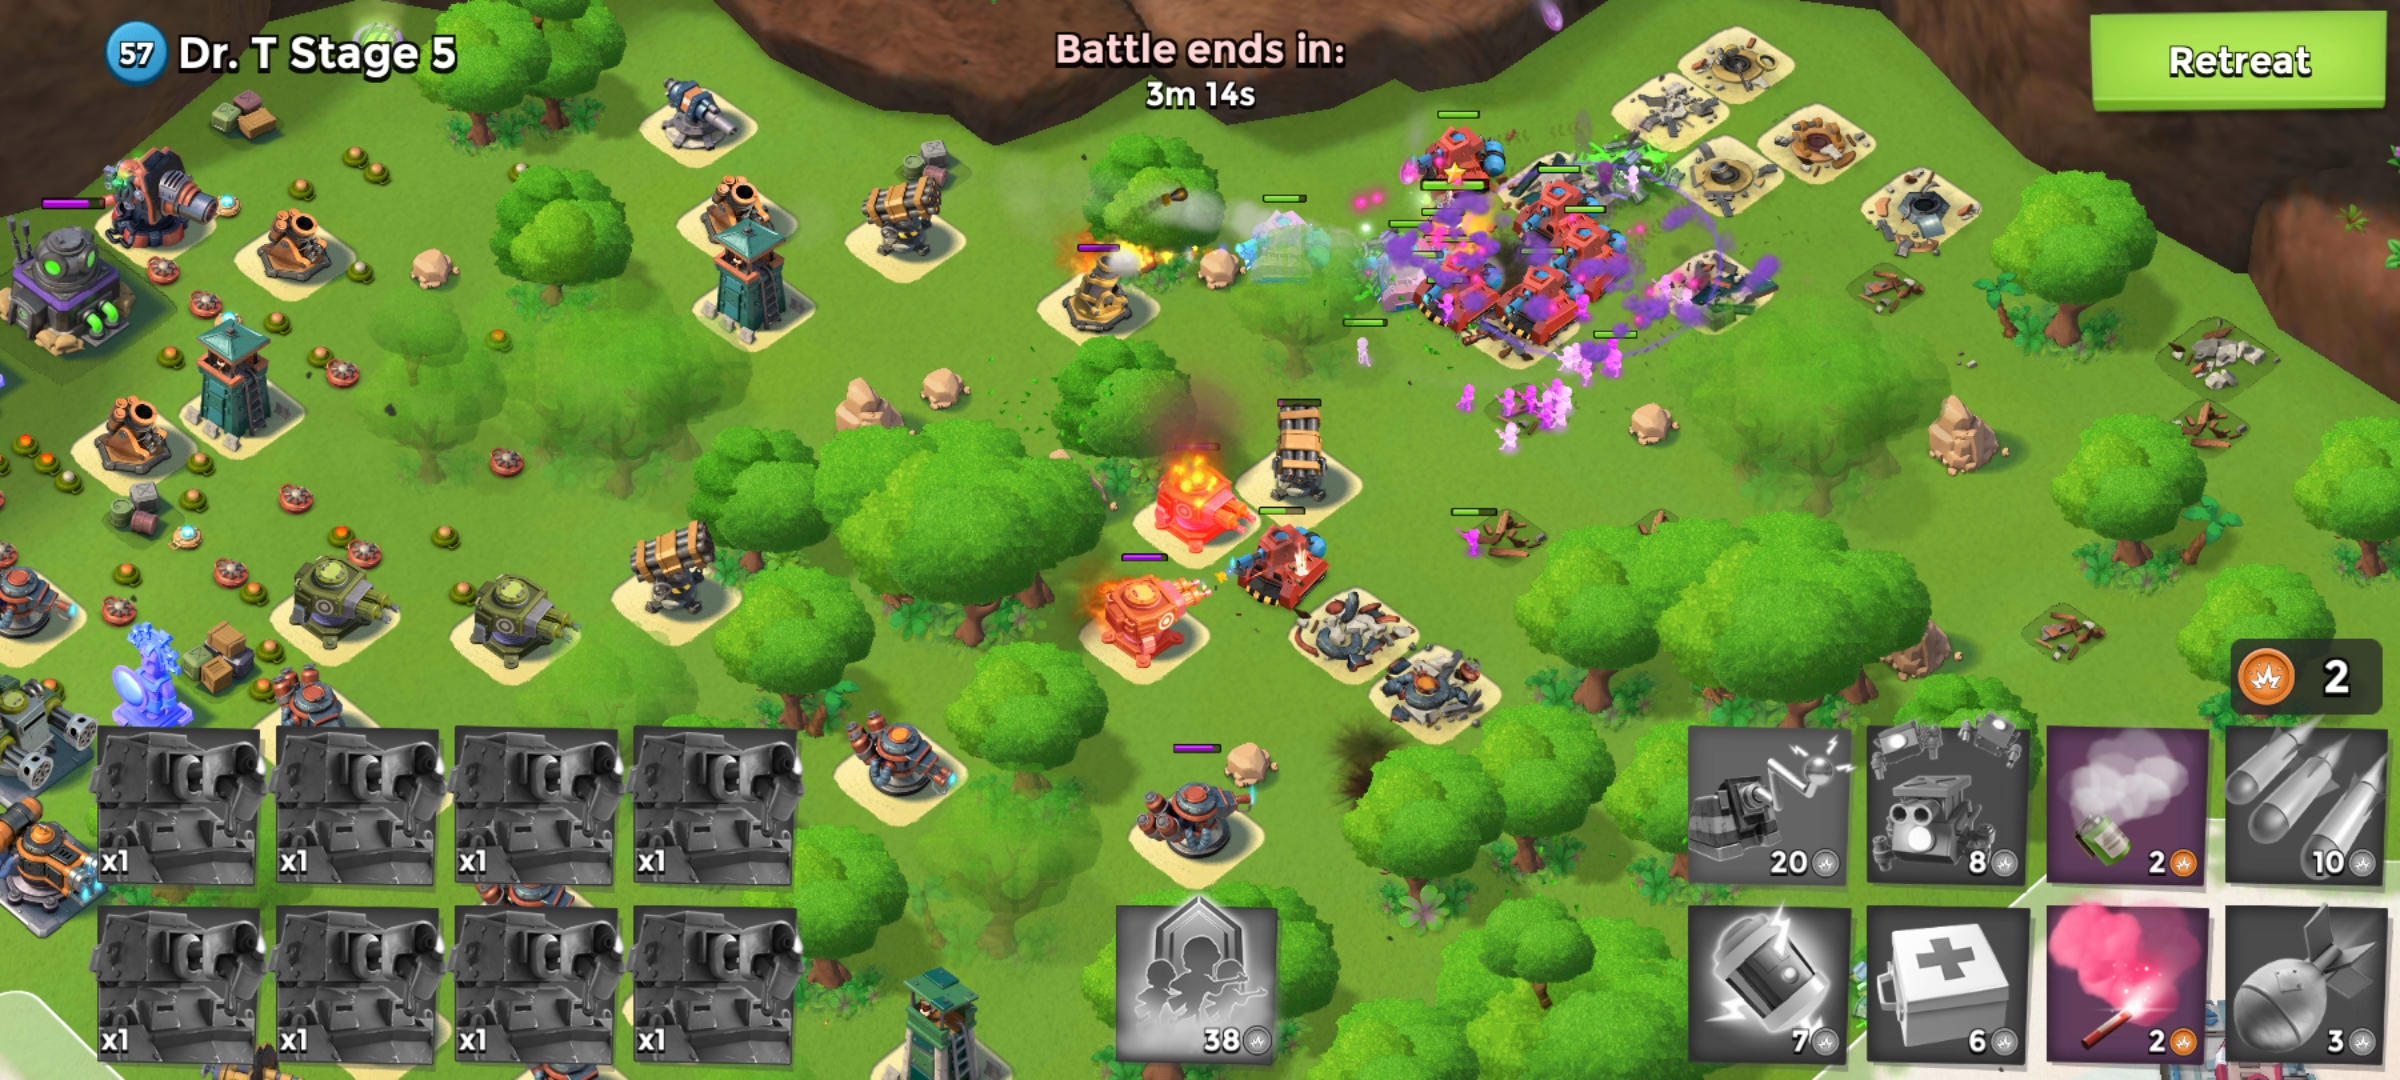 57 Dr. T Stage 5
Battle ends in:
3m 14s
Retreat
2
x1 x1 x1 x1
20 8 2 10
x1 x1 x1 x1
38
7 6 2 3